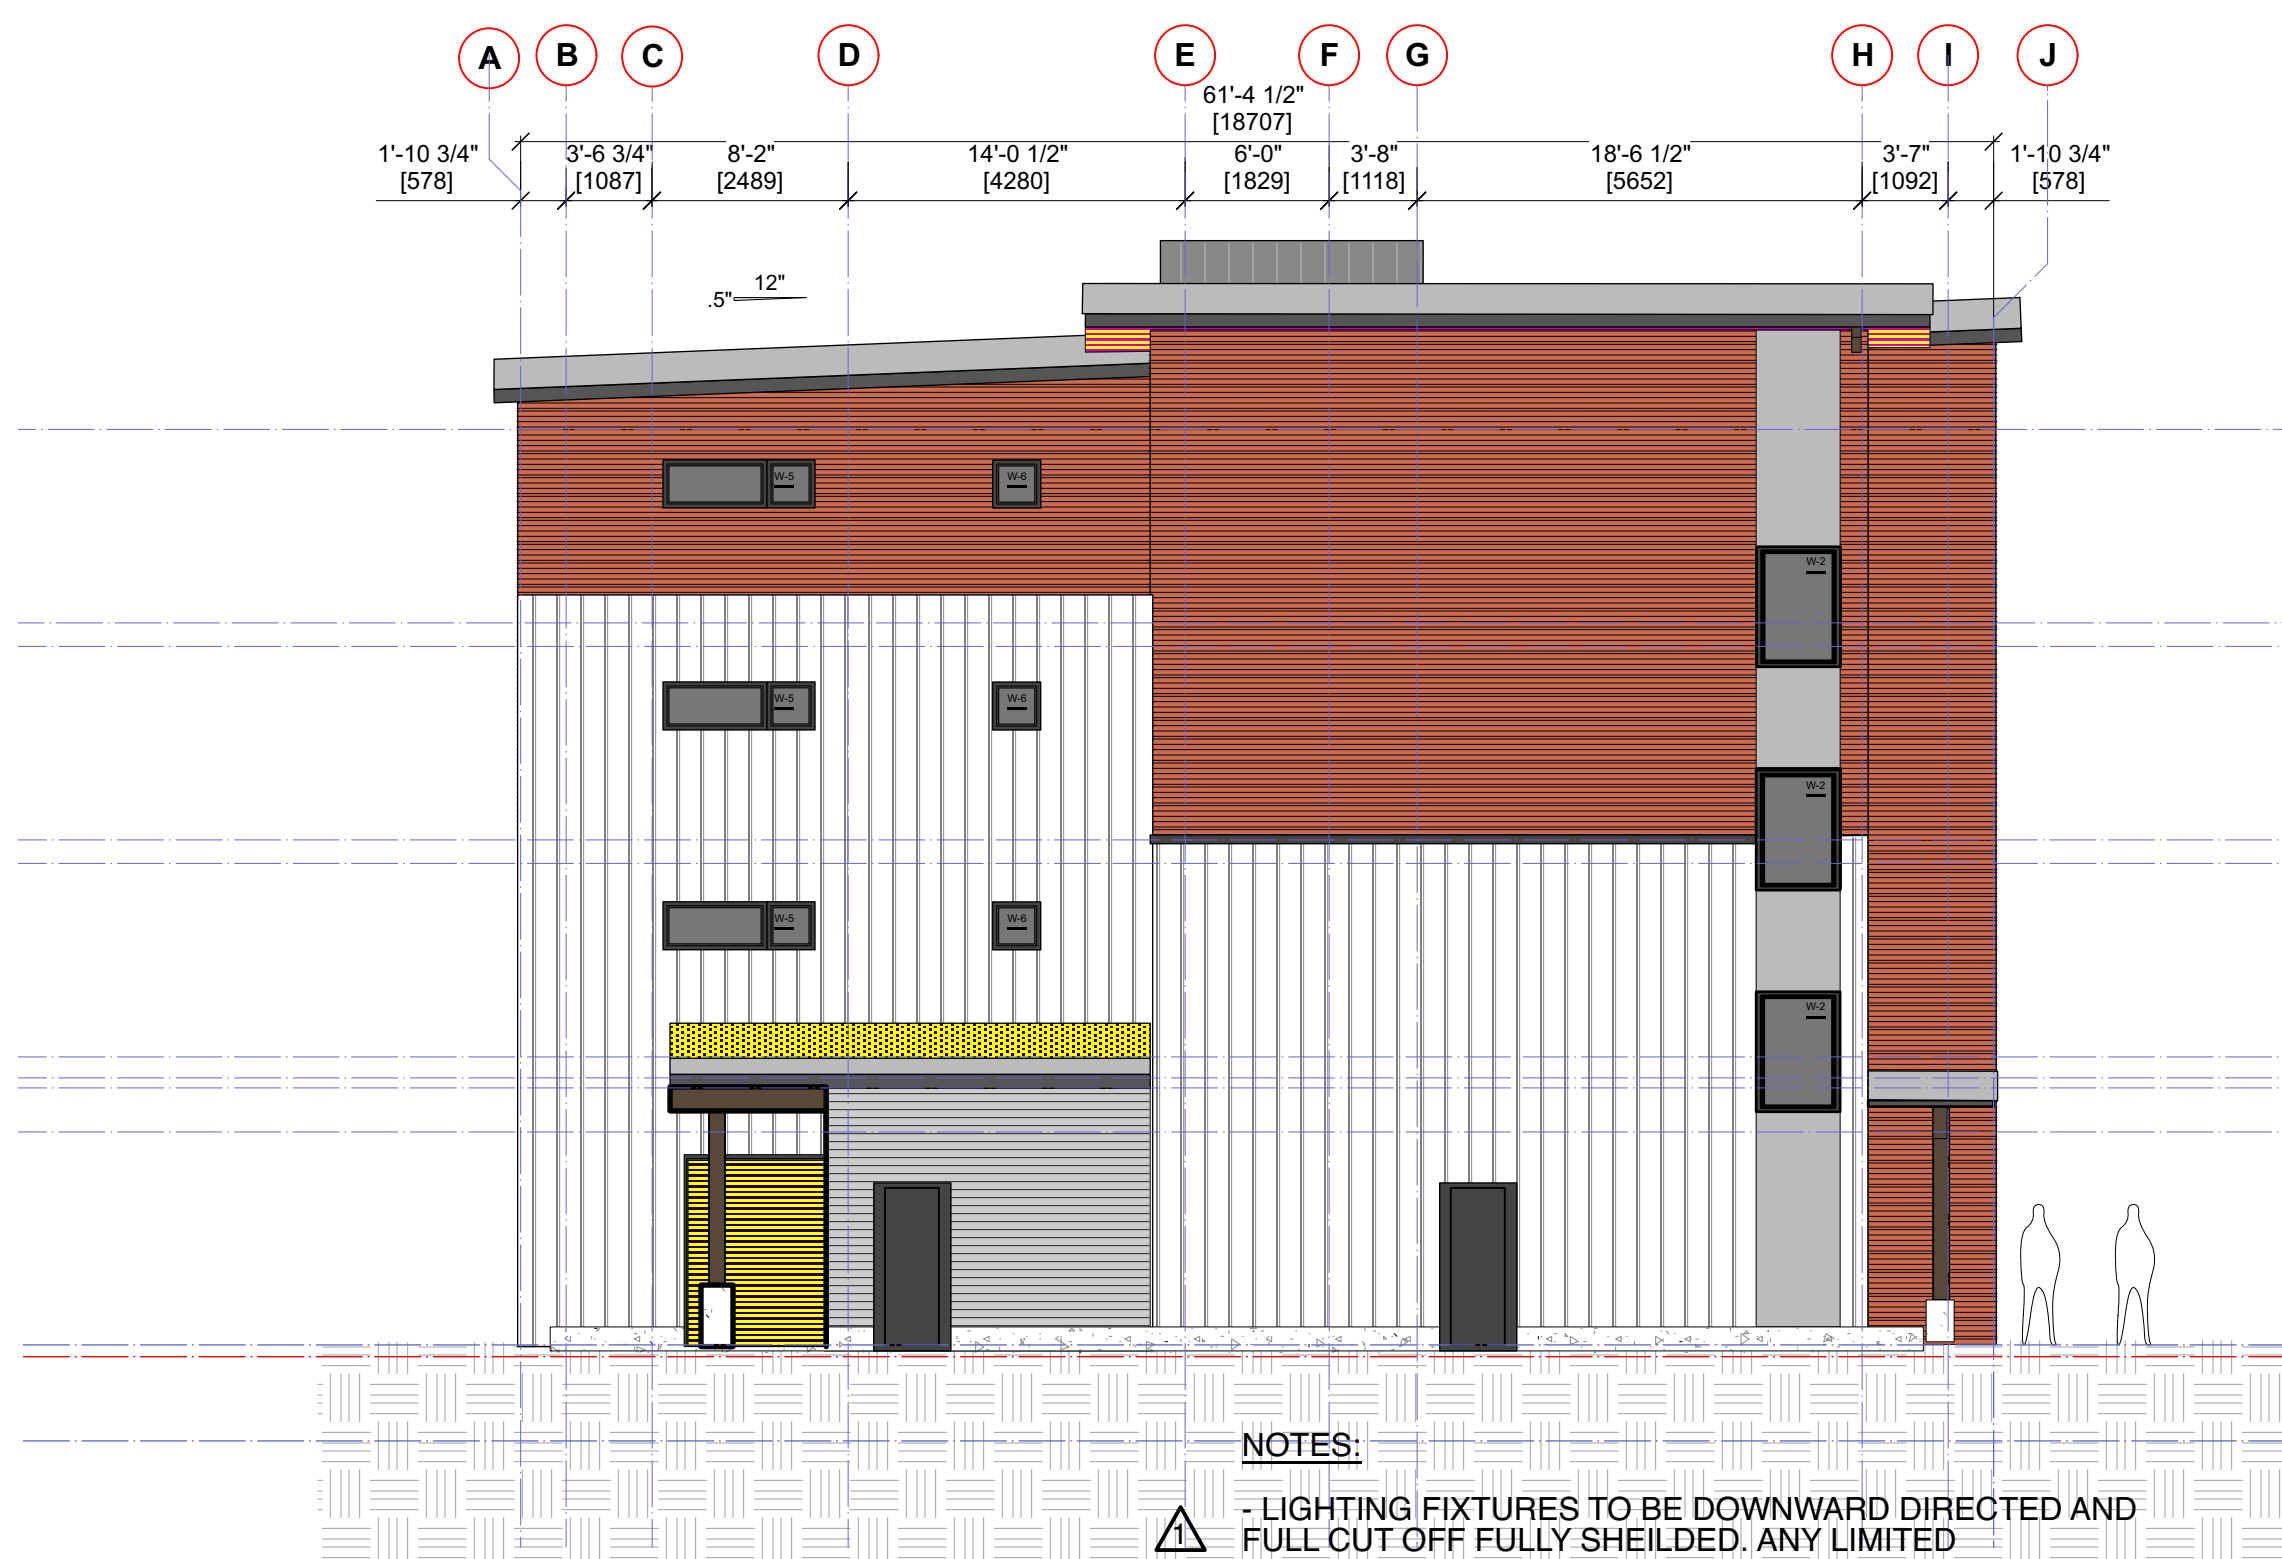 A B C D E F G H I J
61'-4 1/2"
[18707]
1'-10 3/4" 3'-6 3/4" 8'-2" 14'-0 1/2" 6'-0" 3'-8" 18'-6 1/2" 3'-7" 1'-10 3/4"
[578] [1087] [2489] [4280] [1829] [1118] [5652] [1092] [578]
12"
.5"
W-5 W-6
W-2
W-5 W-6
W-2
W-5 W-6
W-2
NOTES:
1 - LIGHTING FIXTURES TO BE DOWNWARD DIRECTED AND
FULL CUT OFF FULLY SHEILDED. ANY LIMITED